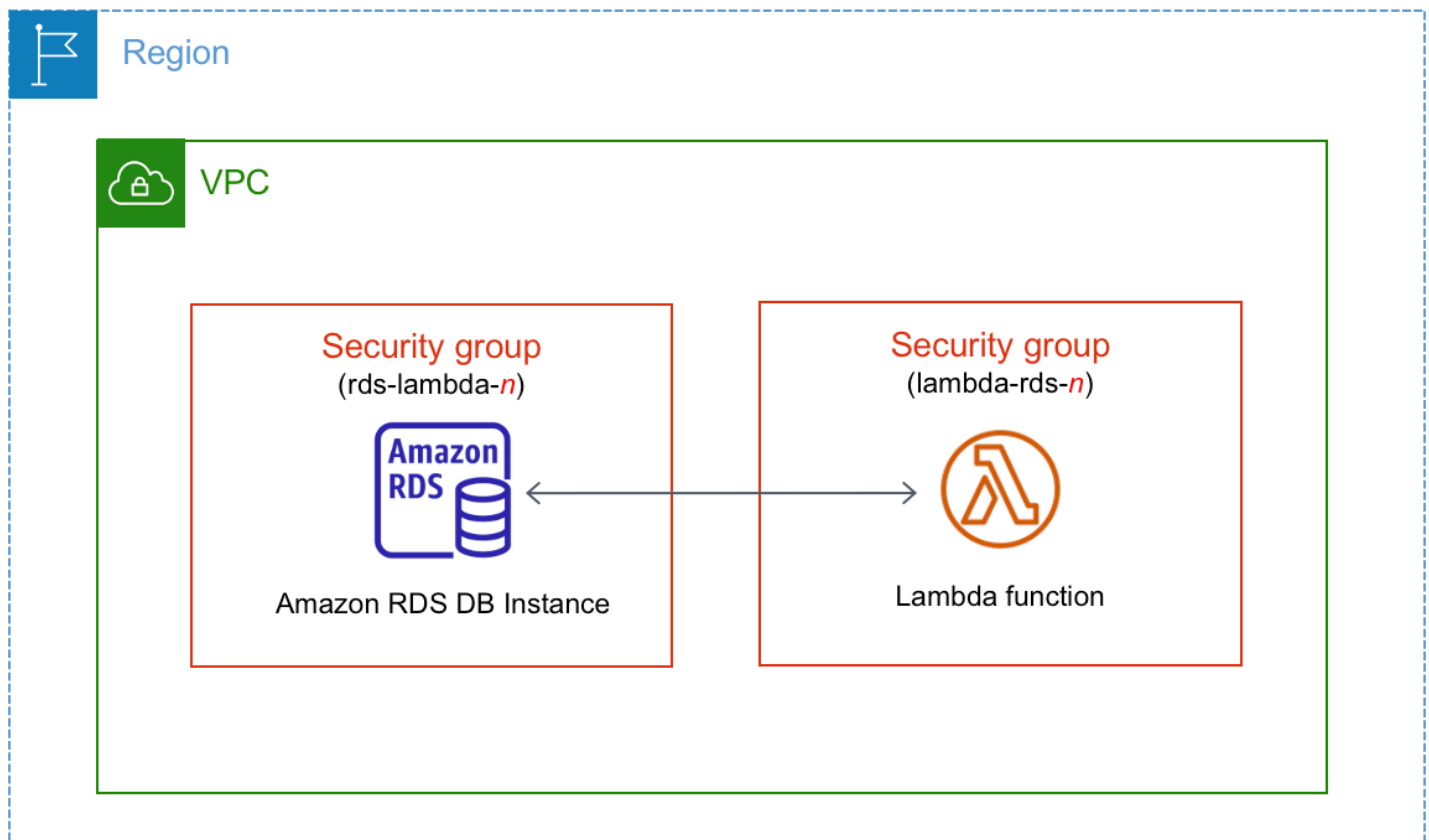 Region
VPC
Security group
(rds-lambda-n)
Amazon
RDS
Amazon RDS DB Instance
Security group
(lambda-rds-n)
Lambda function